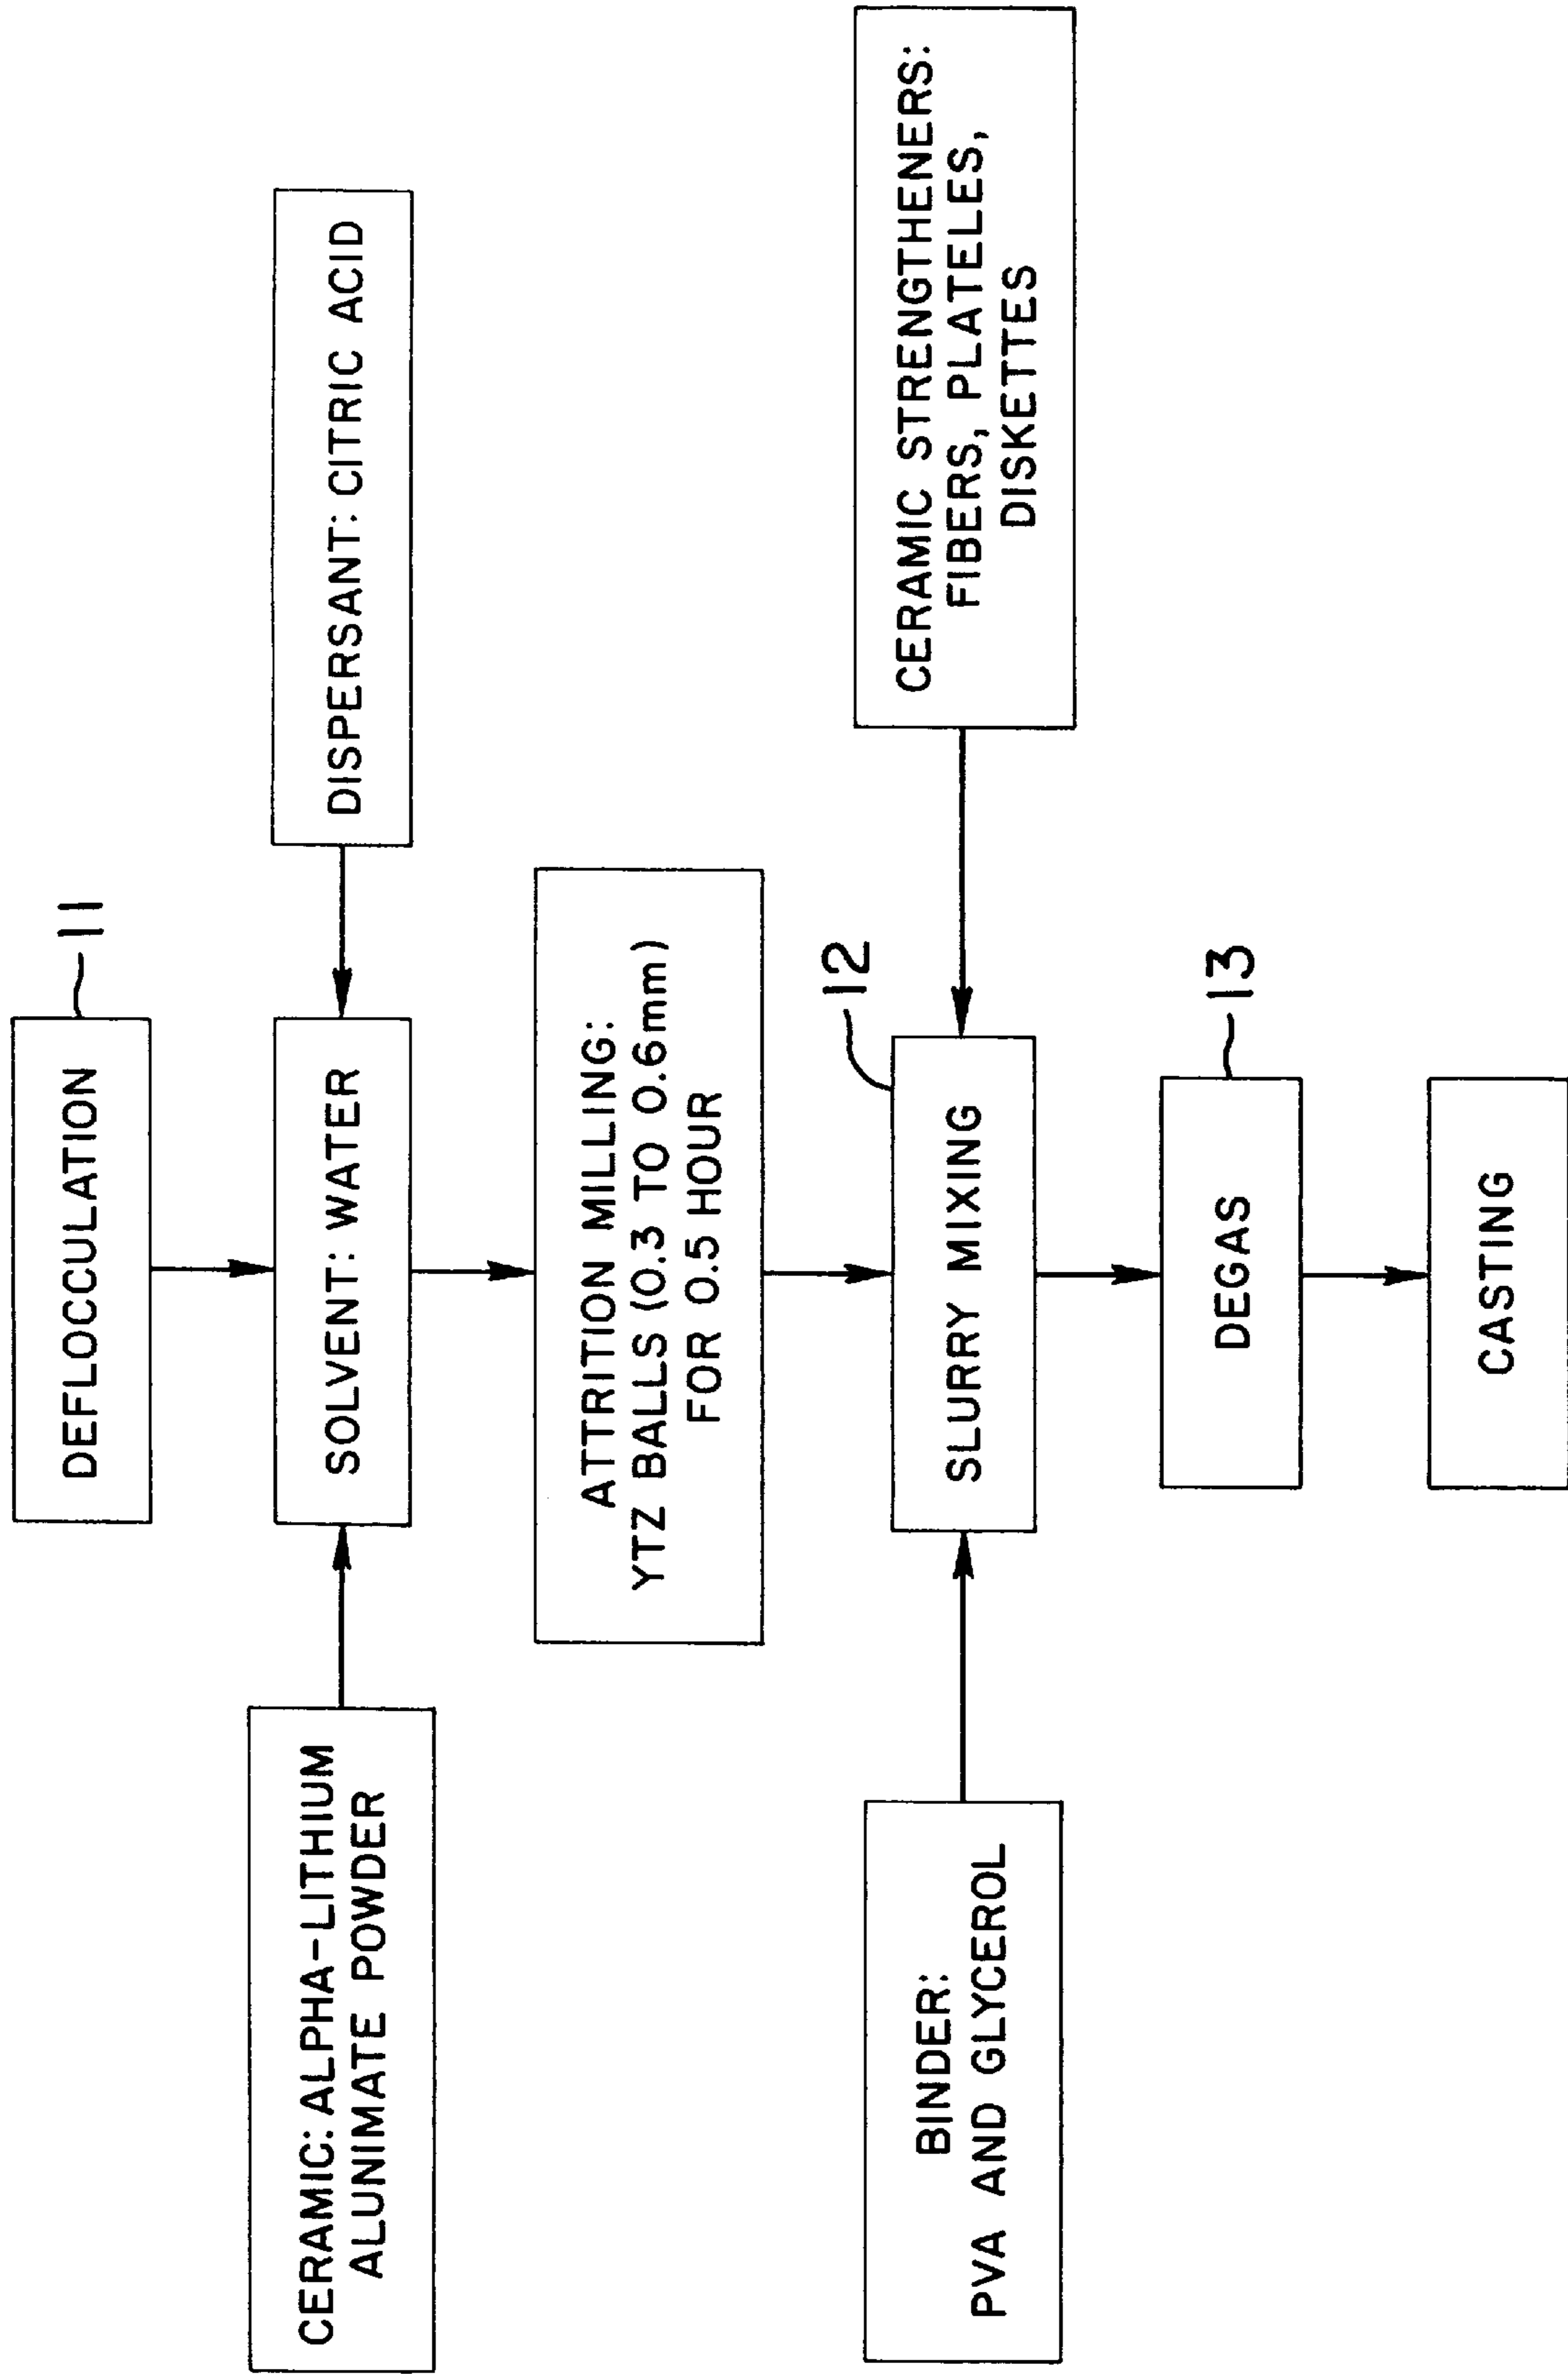 DEFLOCCULATION
11
CERAMIC: ALPHA-LITHIUM
ALUNIMATE POWDER
SOLVENT: WATER
DISPERSANT: CITRIC ACID
ATTRITION MILLING:
YTZ BALLS (0.3 TO 0.6mm)
FOR 0.5 HOUR
12
BINDER:
PVA AND GLYCEROL
SLURRY MIXING
CERAMIC STRENGTHENERS:
FIBERS, PLATELES,
DISKETTES
DEGAS
13
CASTING